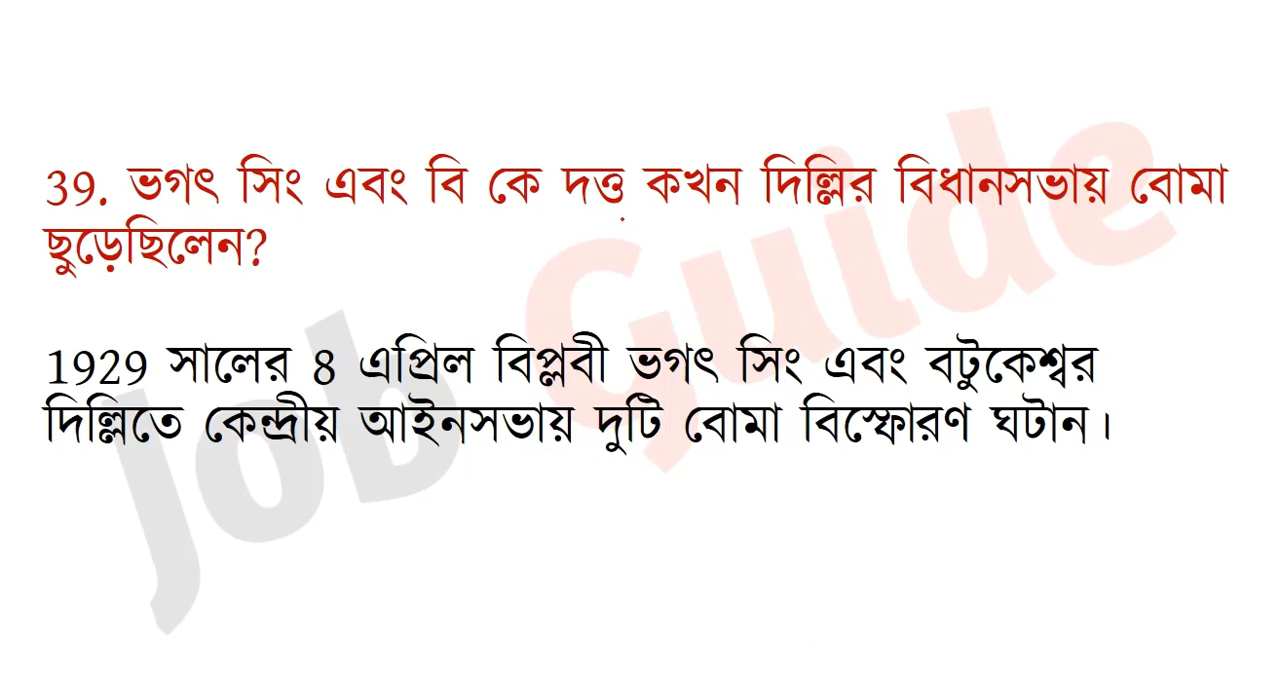 39. ভগৎ সিং এবং বি কে দত্ত কখন দিল্লির বিধানসভায় বোমা
ছুড়েছিলেন?
1929 সালের 8 এপ্রিল বিপ্লবী ভগৎ সিং এবং বটুকেশ্বর
দিল্লিতে কেন্দ্রীয় আইনসভায় দুটি বোমা বিস্ফোরণ ঘটান।
Job Guide